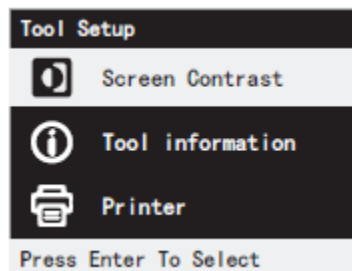 Tool Setup
Screen Contrast
Tool information
Printer
Press Enter To Select